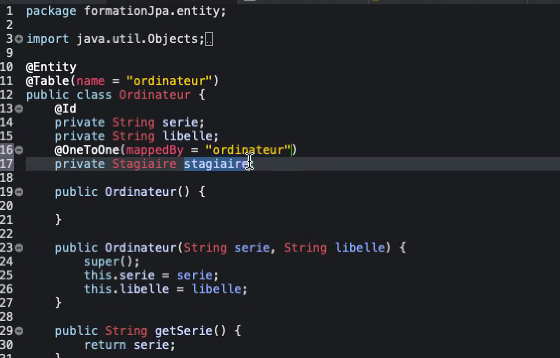 1 package formationJpa.entity;
2
3 import java.util.Objects;
9
10 @Entity
11 @Table(name = "ordinateur")
12 public class Ordinateur {
13 @Id
14 private String serie;
15 private String libelle;
16 @OneToOne(mappedBy = "ordinateur")
17 private Stagiaire stagiaire;
18
19 public Ordinateur() {
20
21 }
22
23 public Ordinateur(String serie, String libelle) {
24 super();
25 this.serie = serie;
26 this.libelle = libelle;
27 }
28
29 public String getSerie() {
30 return serie;
31 }